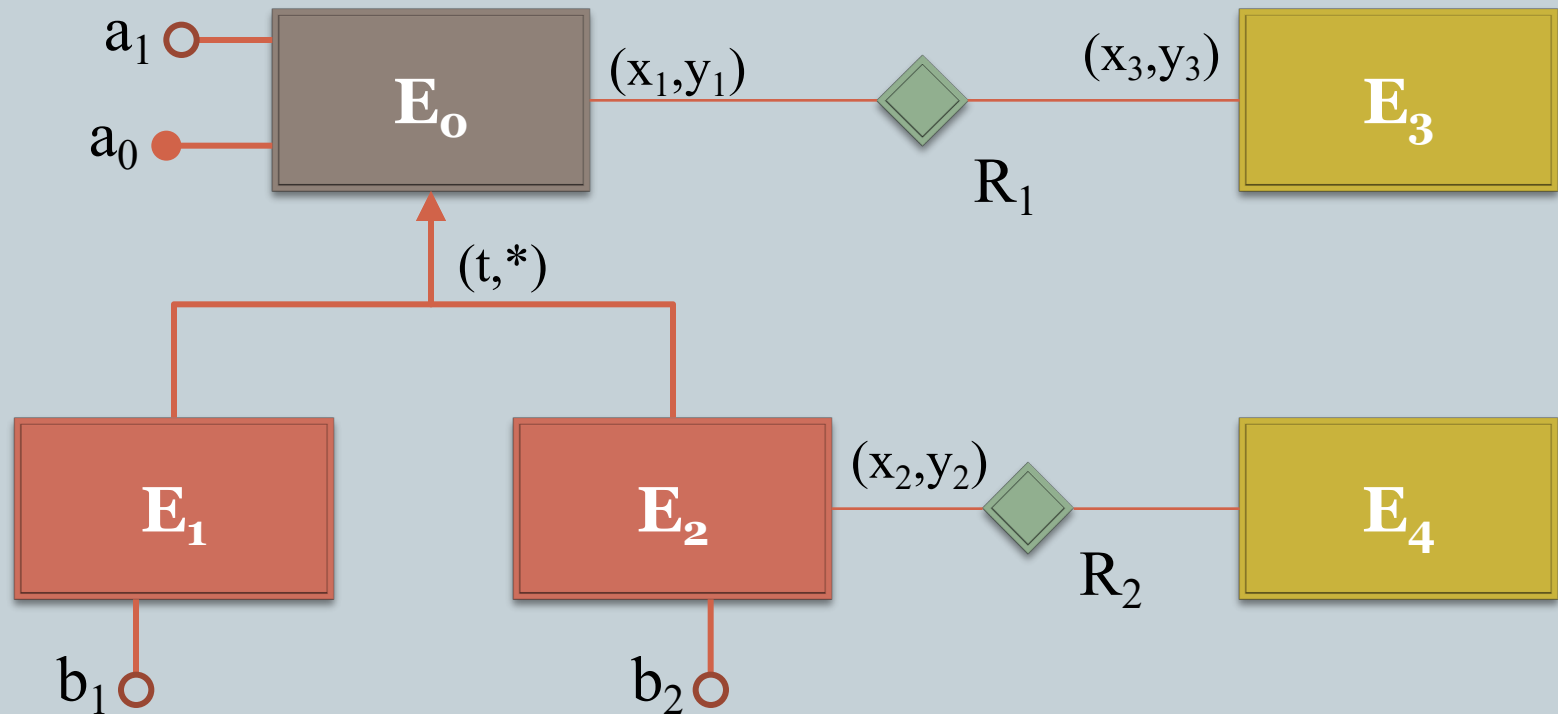 a₁
E₀
(x₁,y₁)
(x₃,y₃)
E₃
a₀
R₁
(t,*)
E₁
E₂
(x₂,y₂)
E₄
R₂
b₁
b₂